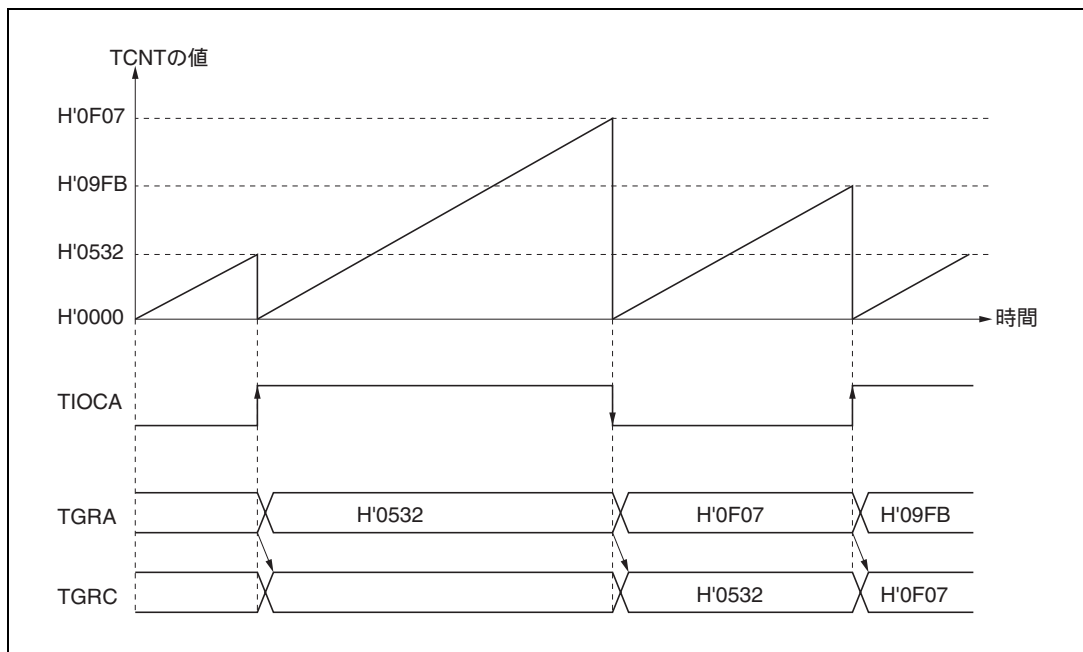 TCNTの値
H'0F07
H'09FB
H'0532
H'0000
時間
TIOCA
TGRA
H'0532
H'0F07
H'09FB
TGRC
H'0532
H'0F07